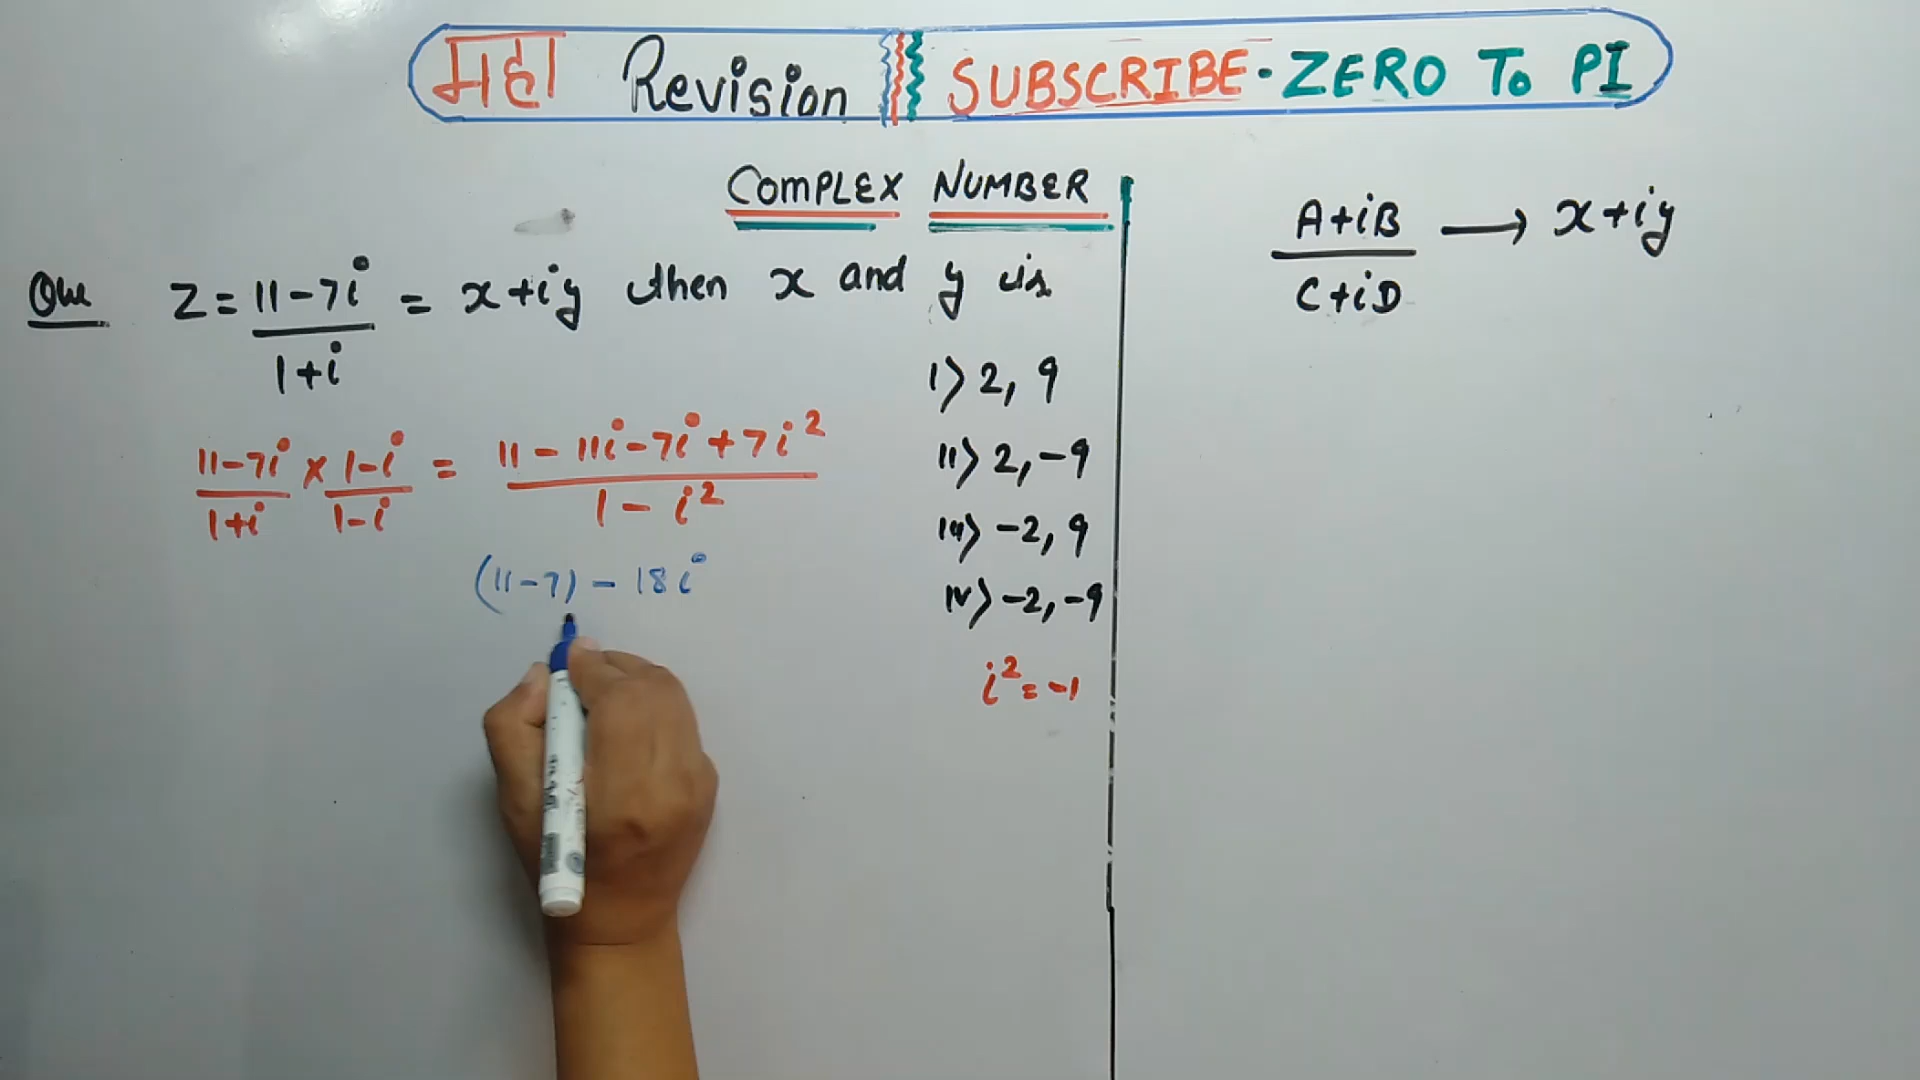 महा Revision SUBSCRIBE - ZERO TO PI
COMPLEX NUMBER
Que Z = 11-7i / 1+i = x+iy then x and y is
I) 2, 9
II) 2, -9
III) -2, 9
IV) -2, -9
11-7i / 1+i × 1-i / 1-i = 11 - 11i - 7i + 7i² / 1 - i²
(11-7) - 18i
i² = -1
A+iB / C+iD → x+iy